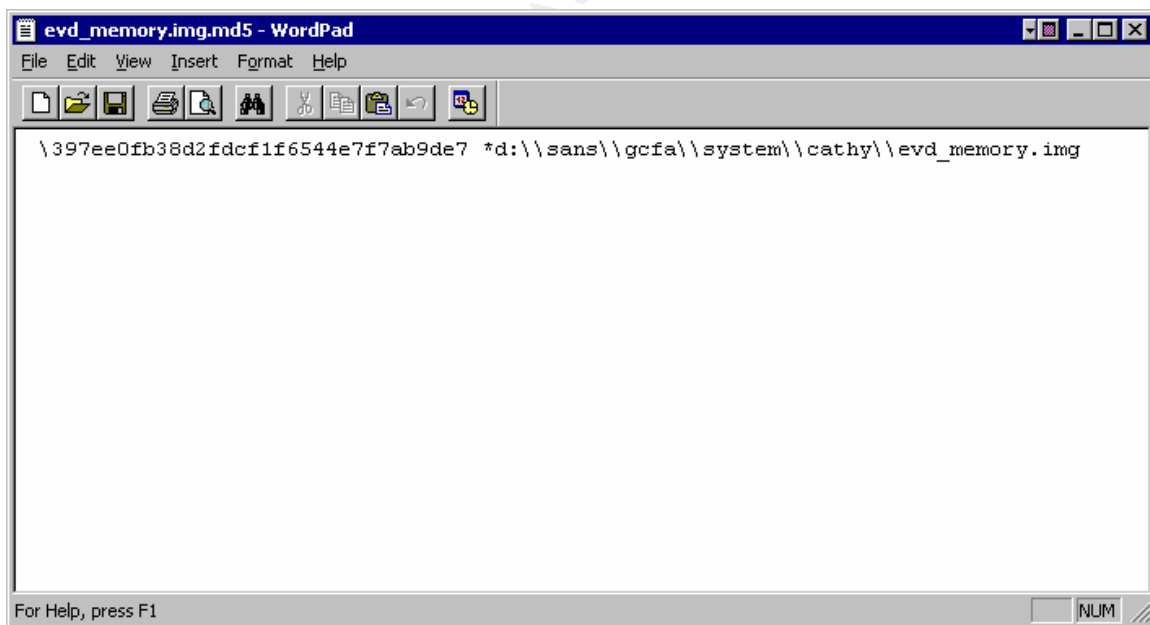 evd_memory.img.md5 - WordPad
File Edit View Insert Format Help
\397ee0fb38d2fdcf1f6544e7f7ab9de7 *d:\\sans\\gcfa\\system\\cathy\\evd_memory.img
For Help, press F1
NUM